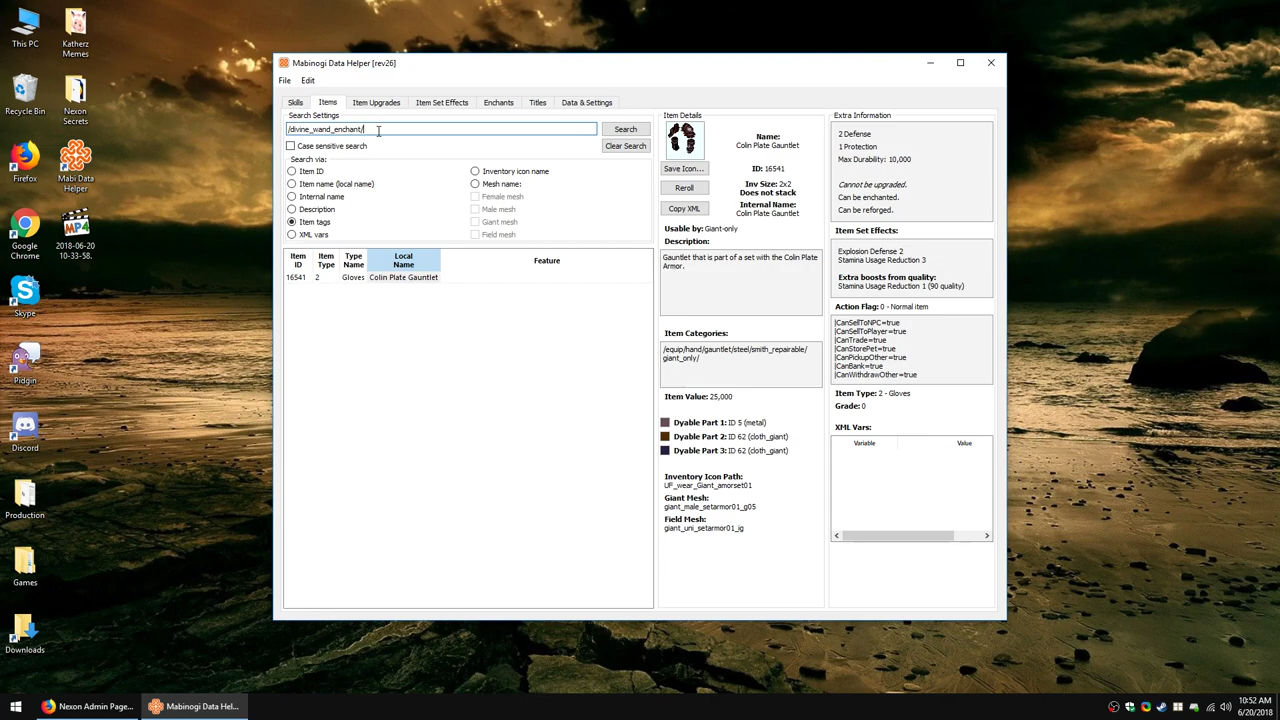 This PC
Katherz
Memes
Recycle Bin
Nexon
Secrets
Firefox
Mabi Data
Helper
Google
Chrome
2018-06-20
10-33-58.
Skype
Pidgin
Discord
Production
Games
Downloads
Mabinogi Data Helper [rev26]
File Edit
Skills Items Item Upgrades Item Set Effects Enchants Titles Data & Settings
Search Settings
/divine_wand_enchant/
Search
Case sensitive search
Clear Search
Search via:
Item ID
Inventory icon name
Item name (local name)
Mesh name:
Internal name
Female mesh
Description
Male mesh
Item tags
Giant mesh
XML vars
Field mesh
Item
ID
Item
Type
Type
Name
Local
Name
Feature
16541 2 Gloves Colin Plate Gauntlet
Item Details
Save Icon...
Reroll
Copy XML
Name:
Colin Plate Gauntlet
ID: 16541
Inv Size: 2x2
Does not stack
Internal Name:
Colin Plate Gauntlet
Usable by: Giant-only
Description:
Gauntlet that is part of a set with the Colin Plate
Armor.
Item Categories:
/equip/hand/gauntlet/steel/smith_repairable/
giant_only/
Item Value: 25,000
Dyable Part 1: ID 5 (metal)
Dyable Part 2: ID 62 (cloth_giant)
Dyable Part 3: ID 62 (cloth_giant)
Inventory Icon Path:
UF_wear_Giant_amorset01
Giant Mesh:
giant_male_setarmor01_g05
Field Mesh:
giant_uni_setarmor01_ig
Extra Information
2 Defense
1 Protection
Max Durability: 10,000
Cannot be upgraded.
Can be enchanted.
Can be reforged.
Item Set Effects:
Explosion Defense 2
Stamina Usage Reduction 3
Extra boosts from quality:
Stamina Usage Reduction 1 (90 quality)
Action Flag: 0 - Normal item
|CanSellToNPC=true
|CanSellToPlayer=true
|CanTrade=true
|CanStorePet=true
|CanPickupOther=true
|CanBank=true
|CanWithdrawOther=true
Item Type: 2 - Gloves
Grade: 0
XML Vars:
Variable Value
Nexon Admin Page...
Mabinogi Data Hel...
10:52 AM
6/20/2018